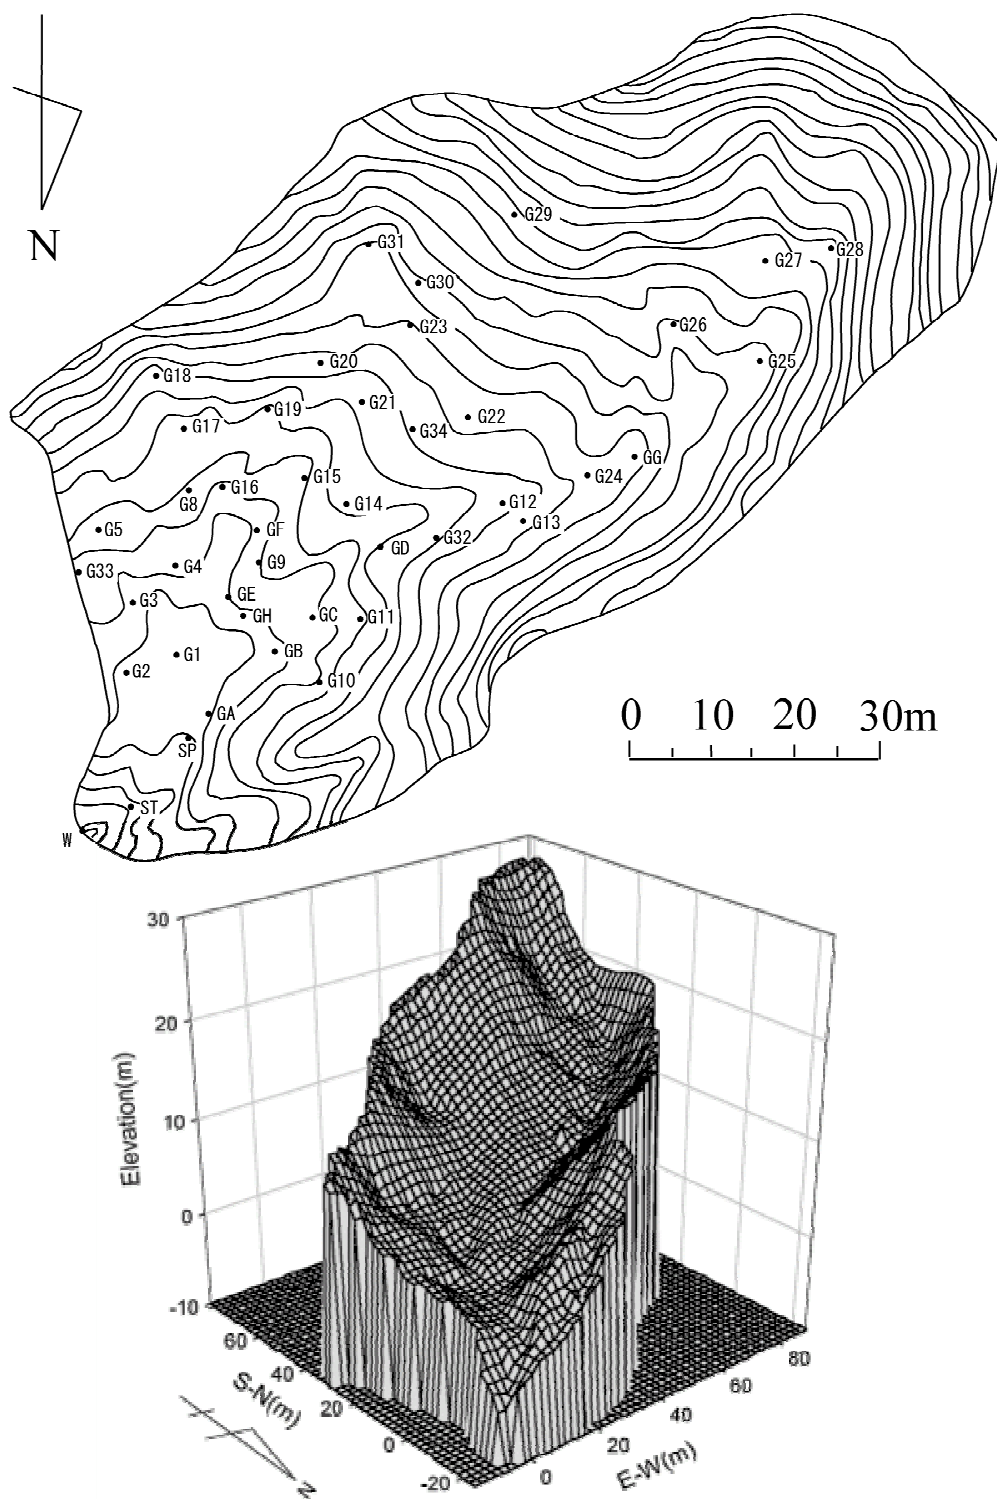 N
G29
G31
G28
G27
G30
G26
G23
G25
G20
G18
G21
G19
G22
G17
G34
GG
G24
G15
G16
G8
G14
G12
G13
G5
GF
G32
GD
G33
G4
G9
GE
G3
GH
GC
G11
G1
GB
G2
G10
GA
SP
0 10 20 30m
ST
W
30
20
10
0
-10
Elevation(m)
60
40
20
0
-20
S-N(m)
0
20
40
60
80
E-W(m)
N